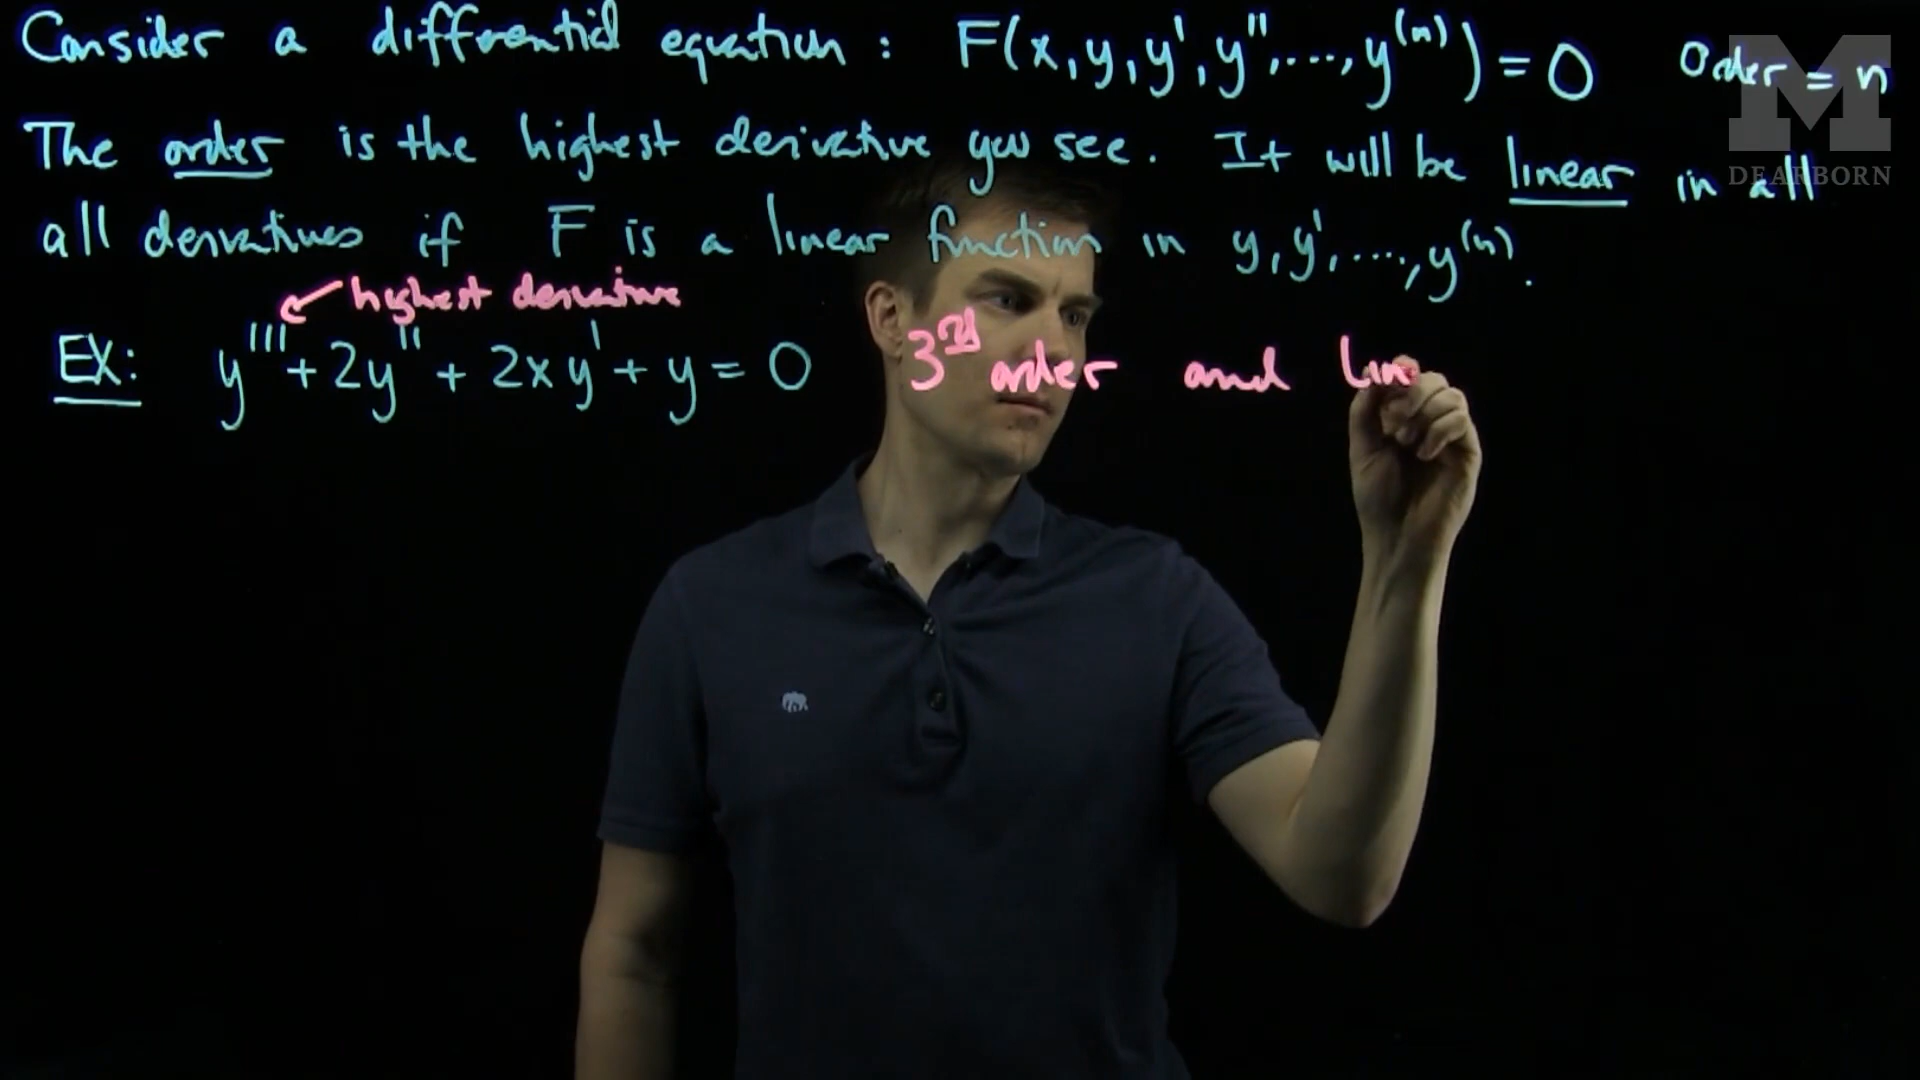 Consider a differential equation : F(x, y, y', y'', ...., y⁽ⁿ⁾) = 0 Order = n
The order is the highest derivative you see. It will be linear in all
all derivatives if F is a linear function in y, y', ...., y⁽ⁿ⁾.
highest derivative
EX: y''' + 2y'' + 2xy' + y = 0 3rd order and lin
M
DEARBORN